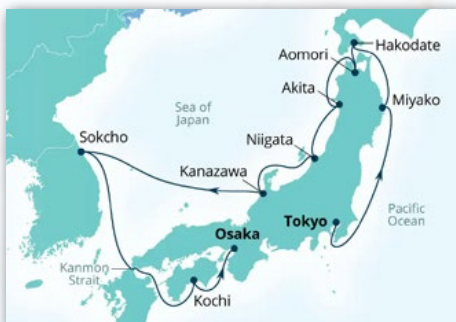 Hakodate
Aomori
Akita
Miyako
Sea of
Japan
Sokcho
Niigata
Kanazawa
Tokyo
Pacific
Ocean
Osaka
Kanmon
Strait
Kochi